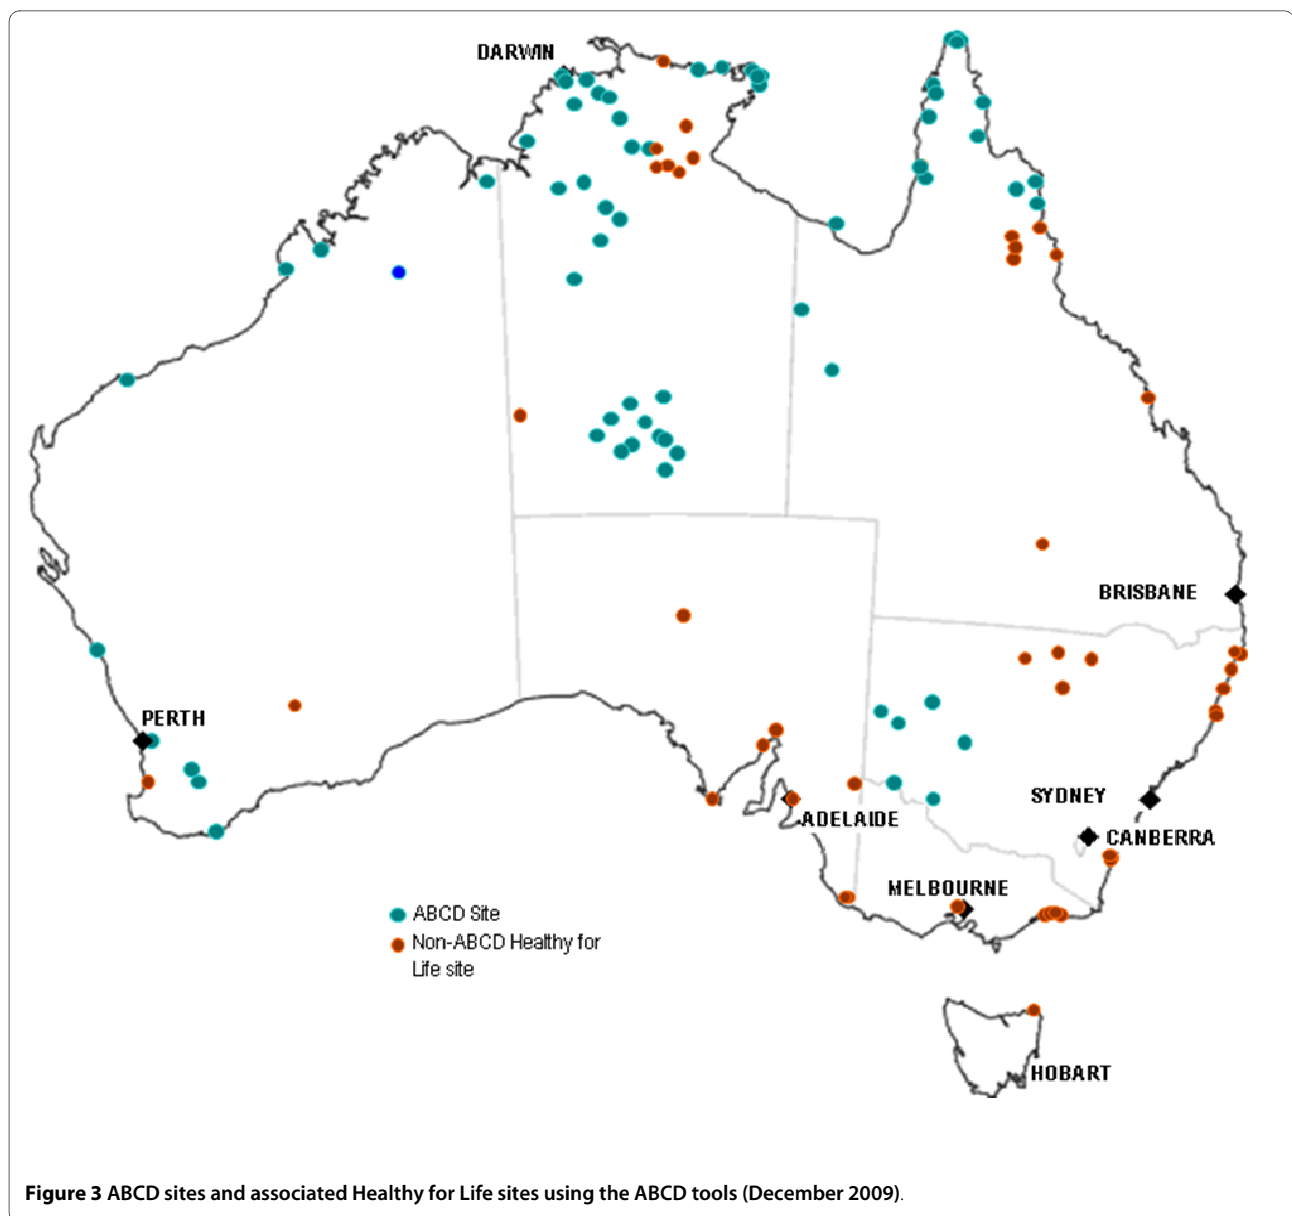 DARWIN
BRISBANE
PERTH
SYDNEY
ADELAIDE
CANBERRA
MELBOURNE
ABCD Site
Non-ABCD Healthy for
Life site
HOBART
Figure 3 ABCD sites and associated Healthy for Life sites using the ABCD tools (December 2009).